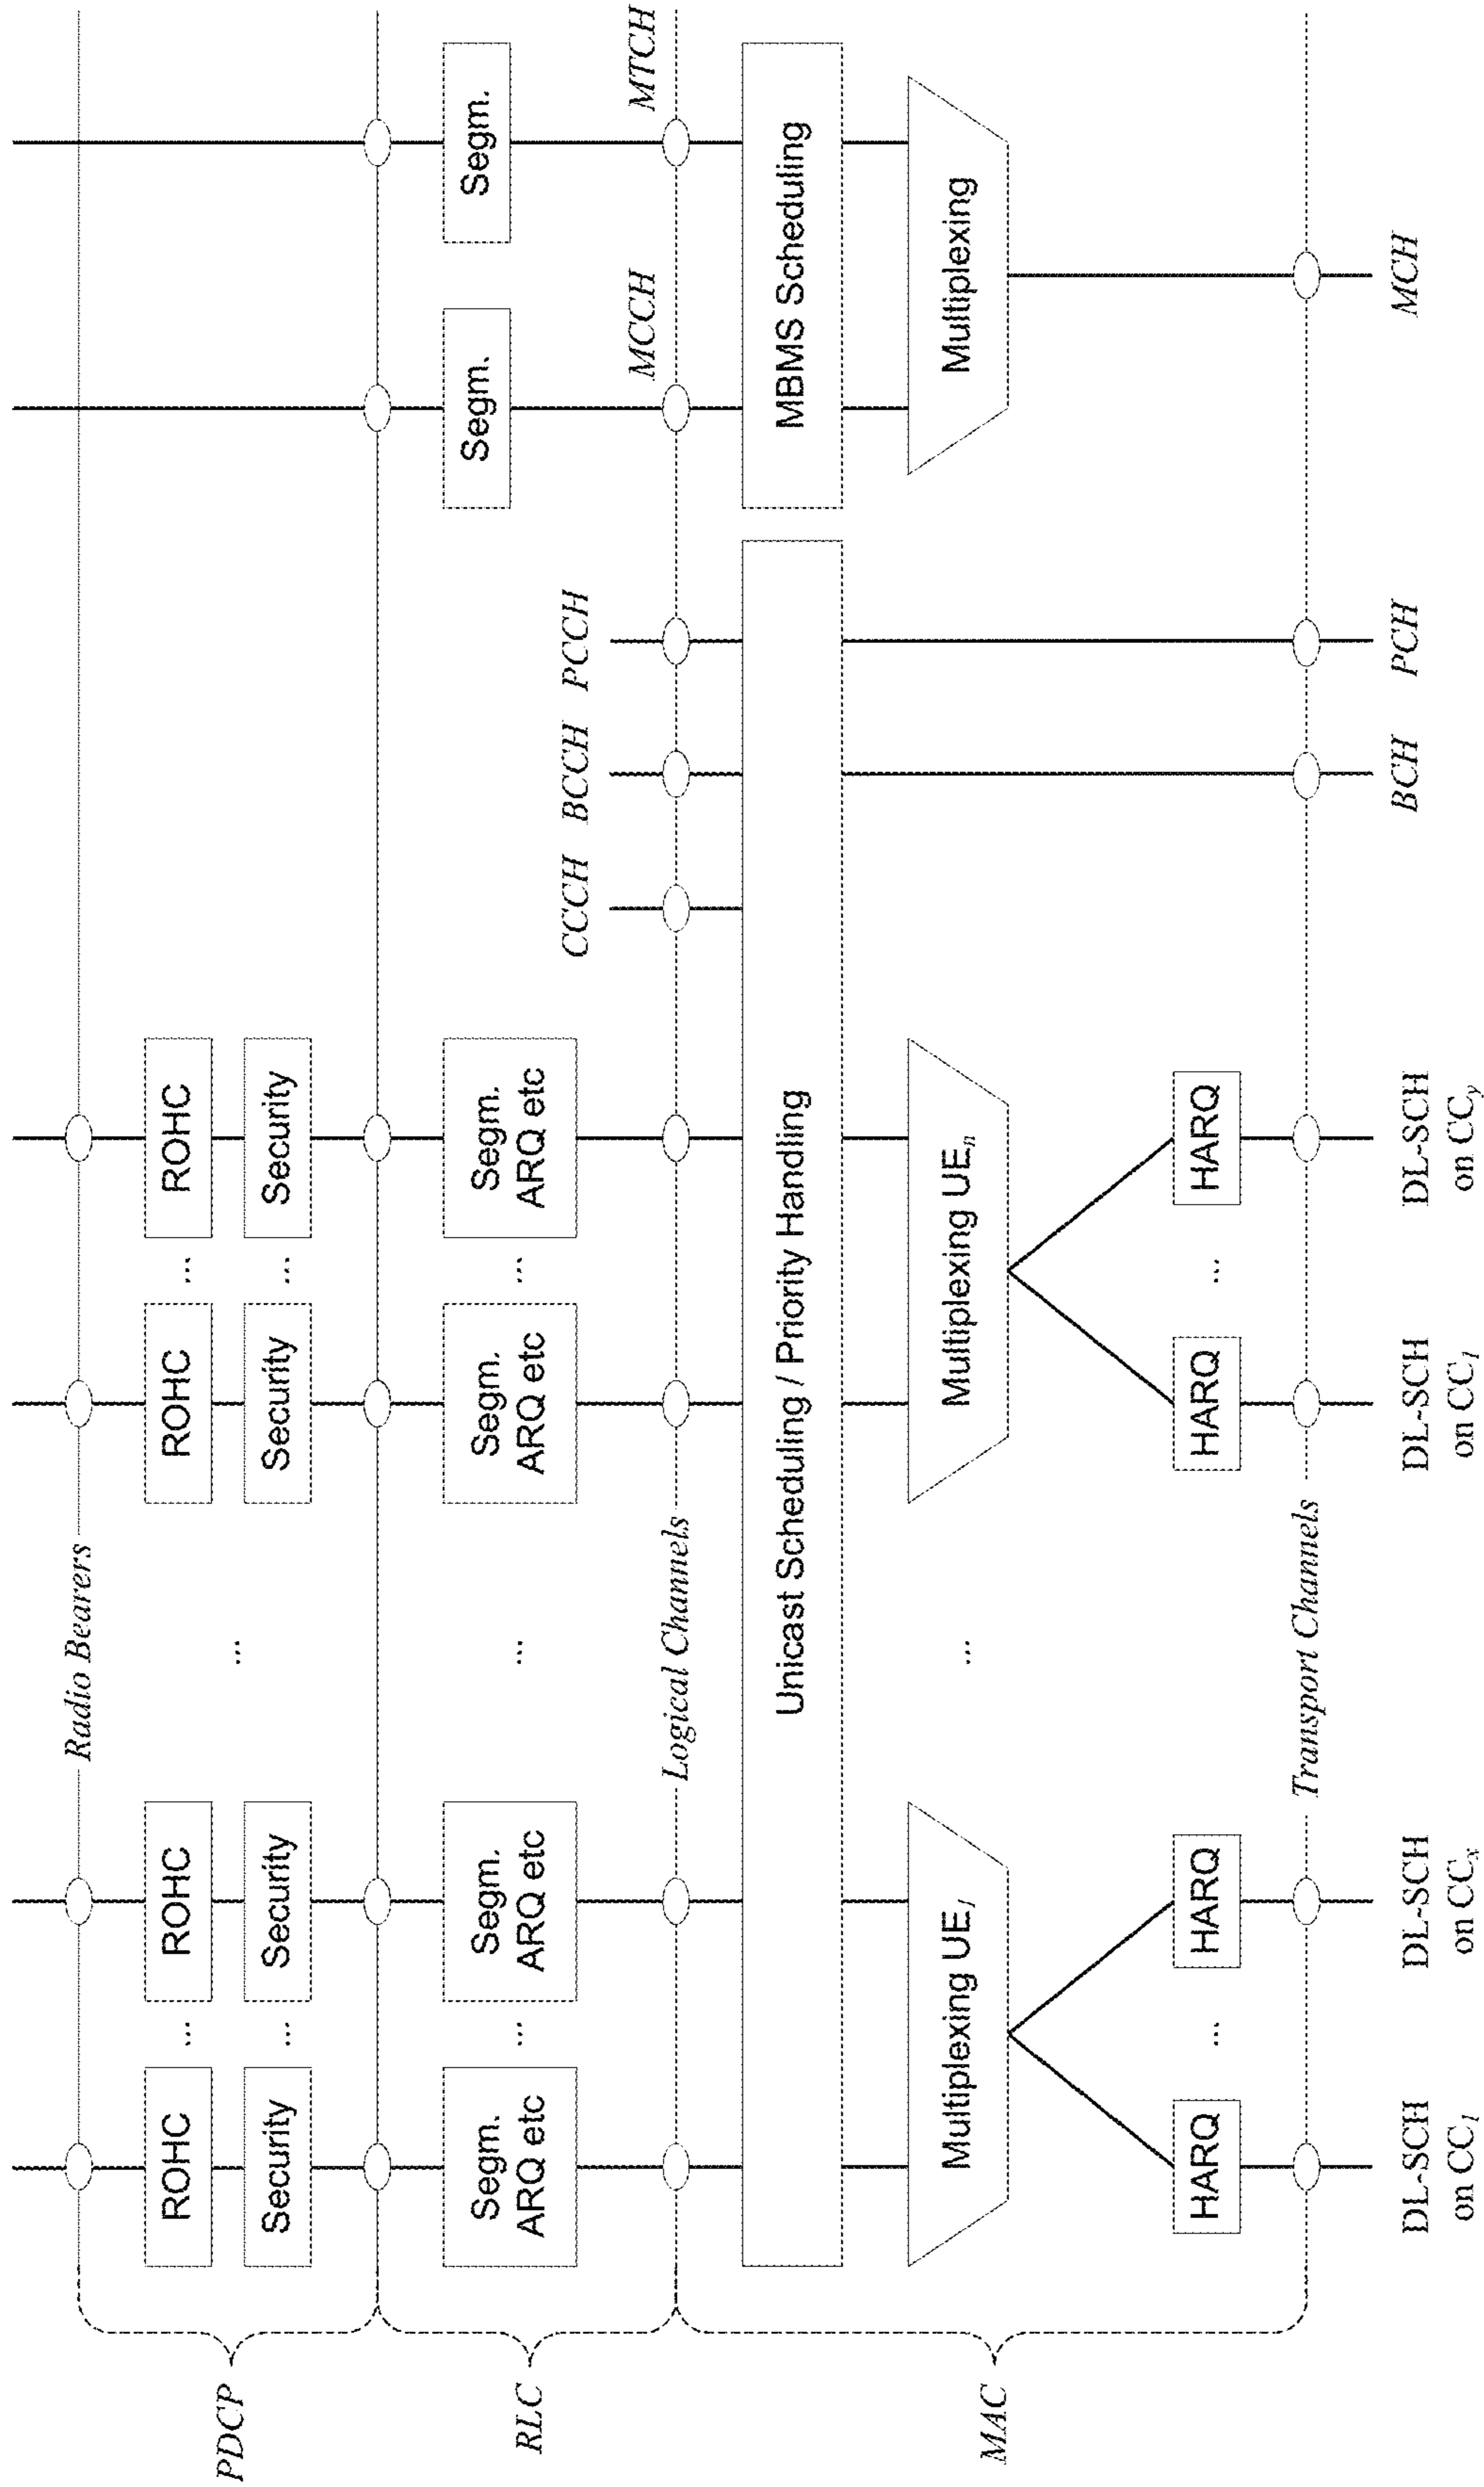 Radio Bearers
PDCP
ROHC ... ROHC ROHC ... ROHC
...
Security ... Security Security ... Security
RLC
Segm. Segm. Segm. Segm. Segm. Segm.
... ... ...
ARQ etc ARQ etc ARQ etc ARQ etc
CCCH BCCH PCCH
MCCH MTCH
Logical Channels
MAC
Unicast Scheduling / Priority Handling MBMS Scheduling
Multiplexing UE1 ... Multiplexing UEn Multiplexing
HARQ ... HARQ HARQ ... HARQ
Transport Channels
DL-SCH DL-SCH DL-SCH DL-SCH BCH PCH MCH
on CC1 on CCx on CC1 on CCy